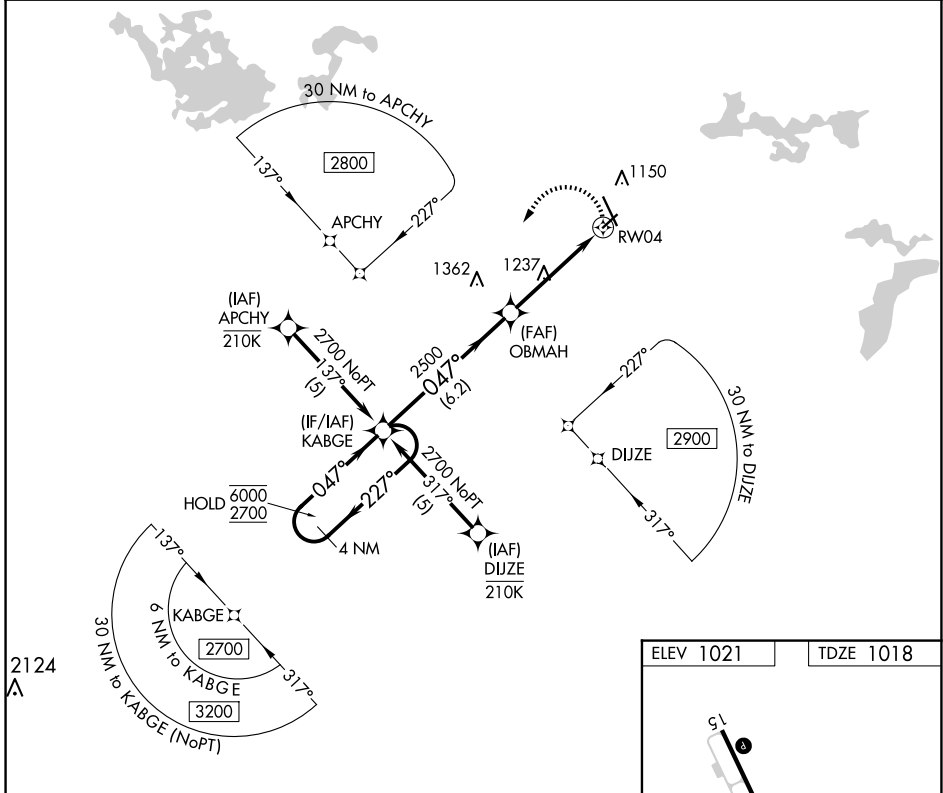 30 NM to APCHY
2800
137°
227°
APCHY
1150
RW04
1362
1237
(IAF)
APCHY
210K
2700 NoPT
137°
(5)
(FAF)
OBMAH
2500
047°
(6.2)
(IF/IAF)
KABGE
227°
30 NM to DIJZE
2900
DIJZE
317°
2700 NoPT
317°
(5)
047°
227°
HOLD
6000
2700
4 NM
(IAF)
DIJZE
210K
137°
KABGE
6 NM to KABGE
2700
317°
3200
30 NM to KABGE (NoPT)
2124
ELEV 1021
TDZE 1018
15
P